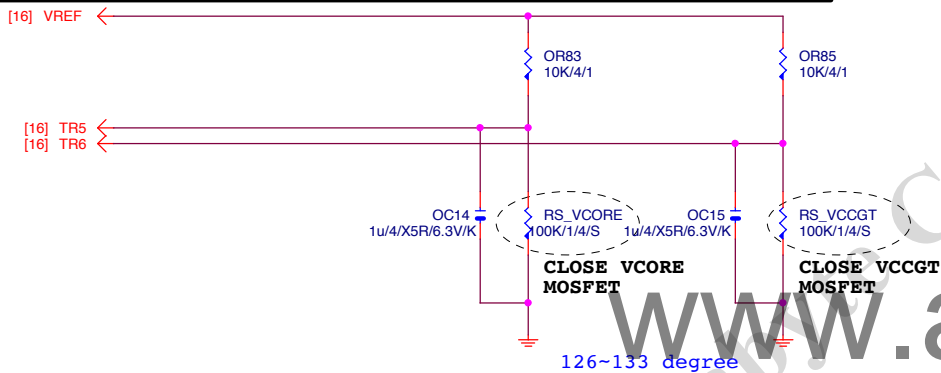 [16] VREF
OR83
10K/4/1
OR85
10K/4/1
[16] TR5
[16] TR6
OC14
1u/4/X5R/6.3V/K
RS_VCORE
100K/1/4/S
OC15
1u/4/X5R/6.3V/K
RS_VCCGT
100K/1/4/S
CLOSE VCORE
MOSFET
CLOSE VCCGT
MOSFET
www.a
byte C
126~133 degree